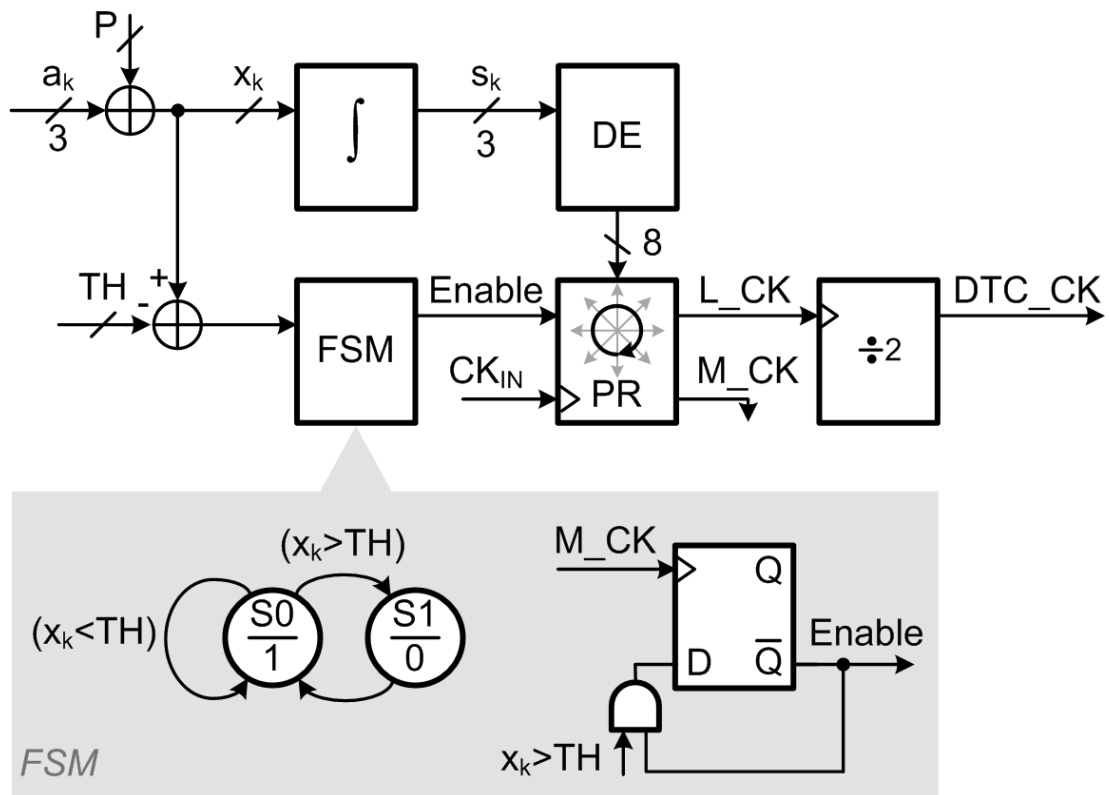 P
a_k
3
x_k
∫
s_k
3
DE
8
TH
+
-
FSM
Enable
CK_IN
PR
L_CK
M_CK
÷2
DTC_CK
(x_k>TH)
(x_k<TH)
S0
1
S1
0
M_CK
Q
D
Q̅
Enable
x_k>TH
FSM